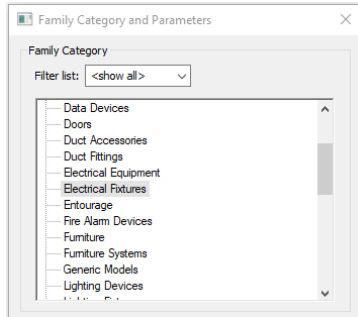 Family Category and Parameters
Family Category
Filter list: <show all>
Data Devices
Doors
Duct Accessories
Duct Fittings
Electrical Equipment
Electrical Fixtures
Entourage
Fire Alarm Devices
Furniture
Furniture Systems
Generic Models
Lighting Devices